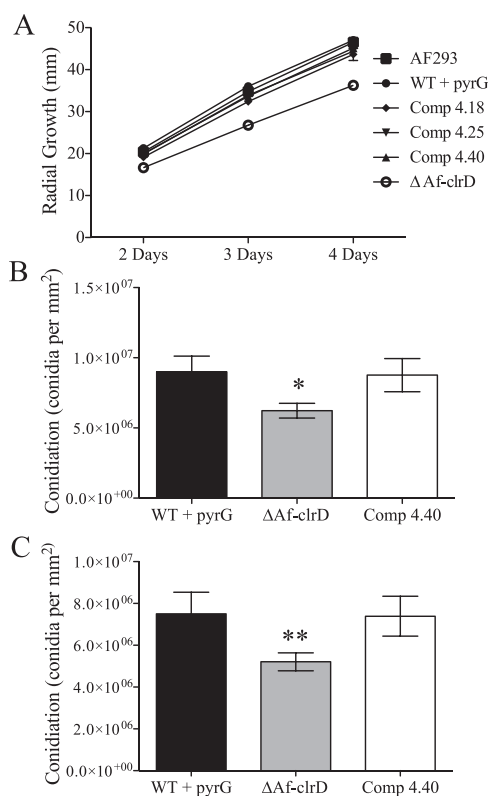 A
Radial Growth (mm)
50
40
30
20
10
0
2 Days
3 Days
4 Days
AF293
WT + pyrG
Comp 4.18
Comp 4.25
Comp 4.40
ΔAf-clrD
B
Conidiation (conidia per mm²)
1.5×10⁰⁷
1.0×10⁰⁷
5.0×10⁰⁶
0.0×10⁺⁰⁰
*
WT + pyrG
ΔAf-clrD
Comp 4.40
C
Conidiation (conidia per mm²)
1.0×10⁰⁷
8.0×10⁰⁶
6.0×10⁰⁶
4.0×10⁰⁶
2.0×10⁰⁶
0.0×10⁺⁰⁰
**
WT + pyrG
ΔAf-clrD
Comp 4.40